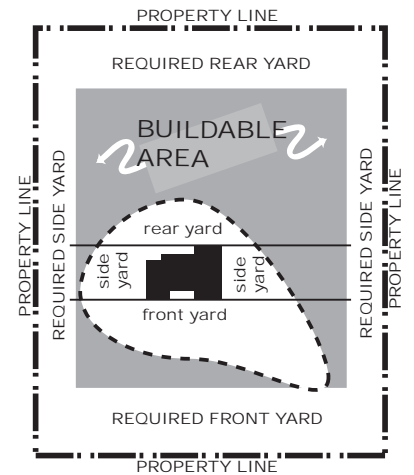 PROPERTY LINE
REQUIRED REAR YARD
BUILDABLE
AREA
PROPERTY LINE
REQUIRED SIDE YARD
rear yard
side
yard
side
yard
front yard
REQUIRED SIDE YARD
PROPERTY LINE
REQUIRED FRONT YARD
PROPERTY LINE